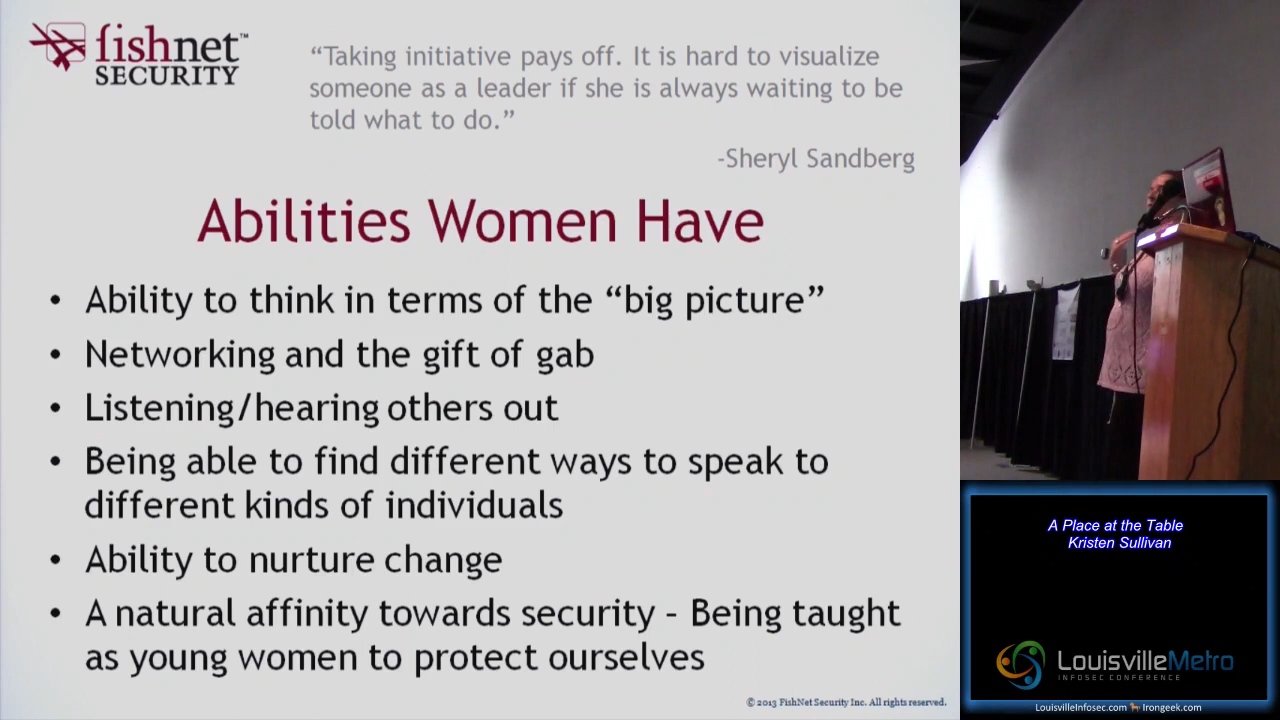 fishnet™
SECURITY
“Taking initiative pays off. It is hard to visualize
someone as a leader if she is always waiting to be
told what to do.”
-Sheryl Sandberg
Abilities Women Have
• Ability to think in terms of the “big picture”
• Networking and the gift of gab
• Listening/hearing others out
• Being able to find different ways to speak to
different kinds of individuals
• Ability to nurture change
• A natural affinity towards security – Being taught
as young women to protect ourselves
© 2013 FishNet Security Inc. All rights reserved.
A Place at the Table
Kristen Sullivan
LouisvilleMetro
INFOSEC CONFERENCE
LouisvilleInfosec.com Irongeek.com